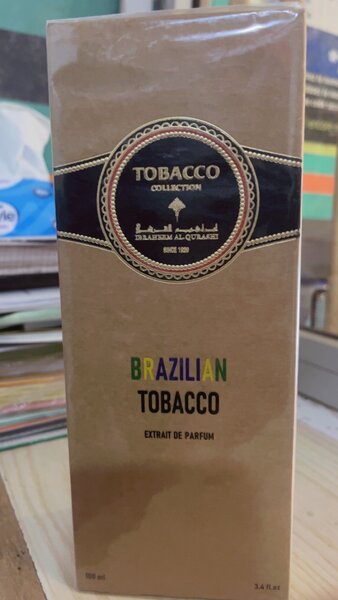 TOBACCO
COLLECTION
ابراهيم القرشي
IBRAHEEM AL.QURASHI
SINCE 1920
BRAZILIAN
TOBACCO
EXTRAIT DE PARFUM
100 ml
3.4 fl.oz